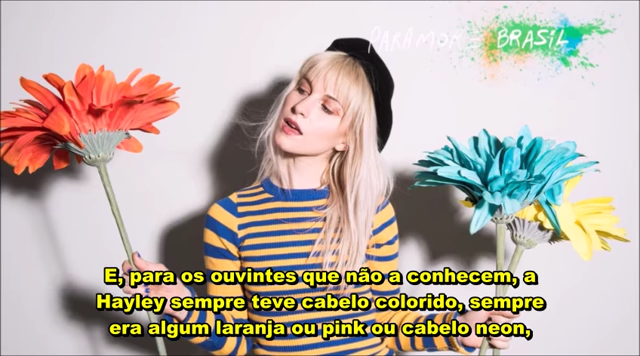 PARAMORE BRASIL
E, para os ouvintes que não a conhecem, a
Hayley sempre teve cabelo colorido, sempre
era algum laranja ou pink ou cabelo neon,